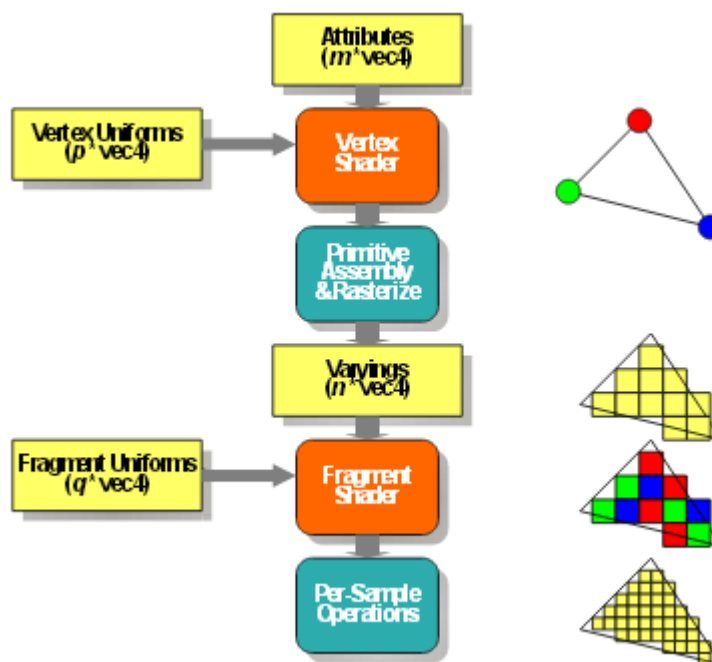 Attributes
(m*vec4)
Vertex Uniforms
(p*vec4)
Vertex
Shader
Primitive
Assembly
&Rasterize
Varyings
(n*vec4)
Fragment Uniforms
(q*vec4)
Fragment
Shader
Per-Sample
Operations